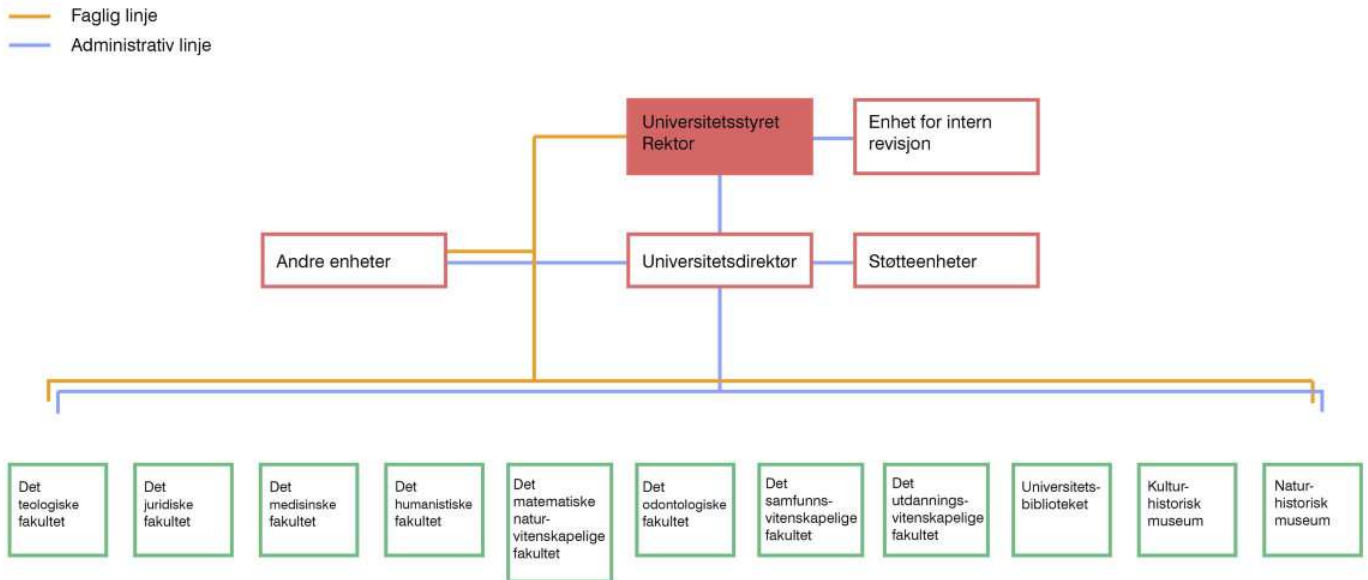 Faglig linje
Administrativ linje
Universitetsstyret
Rektor
Enhet for intern
revisjon
Andre enheter
Universitetsdirektør
Støtteenheter
Det
teologiske
fakultet
Det
juridiske
fakultet
Det
medisinske
fakultet
Det
humanistiske
fakultet
Det
matematiske
natur-
vitenskapelige
fakultet
Det
odontologiske
fakultet
Det
samfunns-
vitenskapelige
fakultet
Det
utdannings-
vitenskapelige
fakultet
Universitets-
biblioteket
Kultur-
historisk
museum
Natur-
historisk
museum